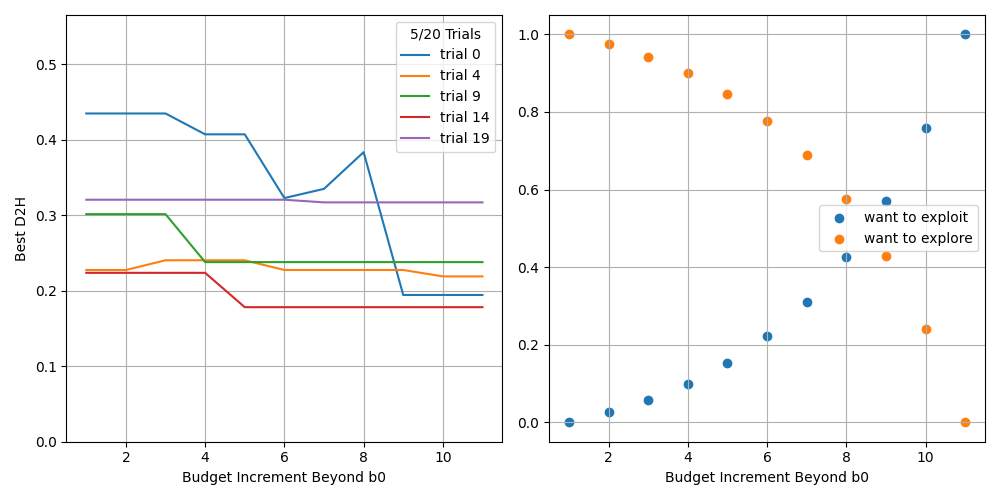 5/20 Trials
trial 0
trial 4
trial 9
trial 14
trial 19
Best D2H
0.5
0.4
0.3
0.2
0.1
0.0
2 4 6 8 10
Budget Increment Beyond b0
1.0
0.8
0.6
0.4
0.2
0.0
want to exploit
want to explore
2 4 6 8 10
Budget Increment Beyond b0